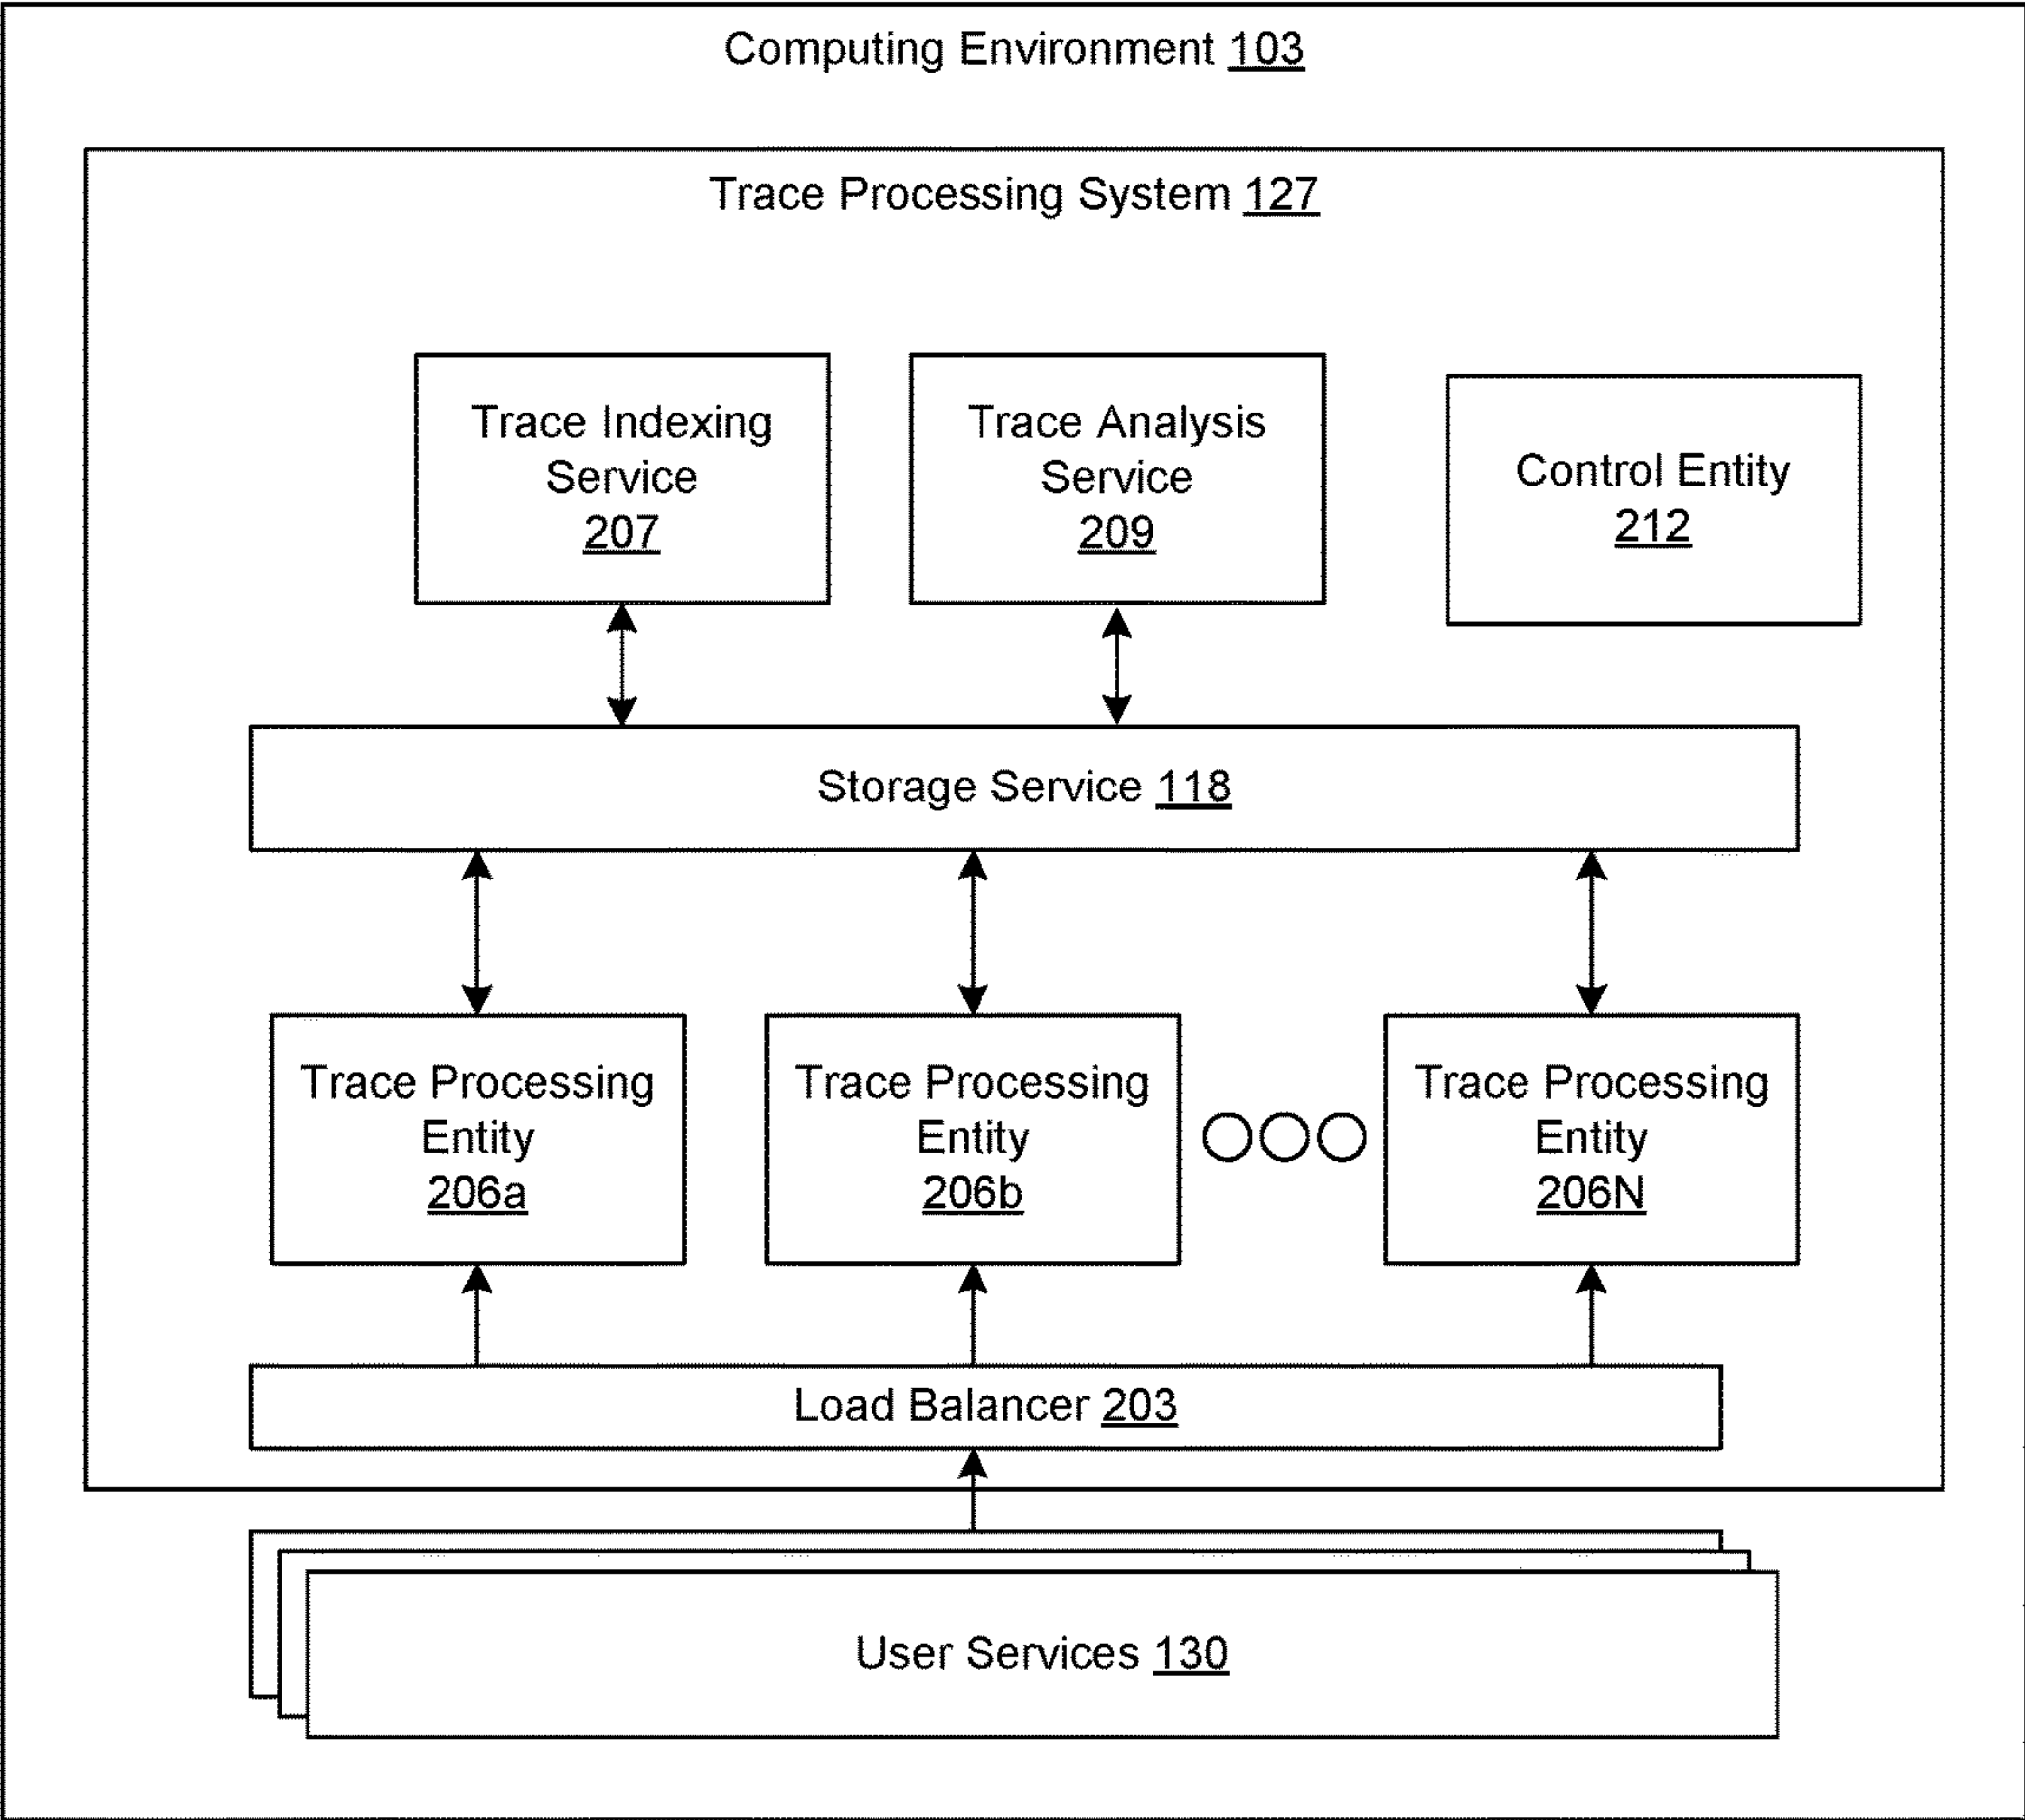 Computing Environment 103
Trace Processing System 127
Trace Indexing
Service
207
Trace Analysis
Service
209
Control Entity
212
Storage Service 118
Trace Processing
Entity
206a
Trace Processing
Entity
206b
Trace Processing
Entity
206N
Load Balancer 203
User Services 130